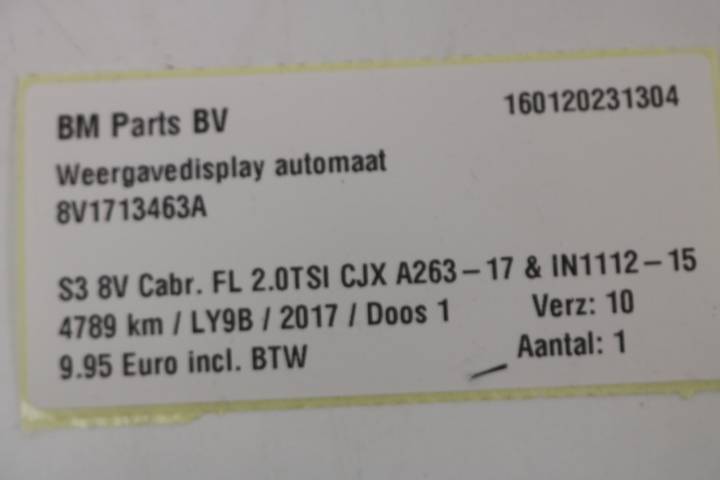 BM Parts BV 160120231304
Weergavedisplay automaat
8V1713463A
S3 8V Cabr. FL 2.0TSI CJX A263-17 & IN1112-15
4789 km / LY9B / 2017 / Doos 1 Verz: 10
9.95 Euro incl. BTW Aantal: 1